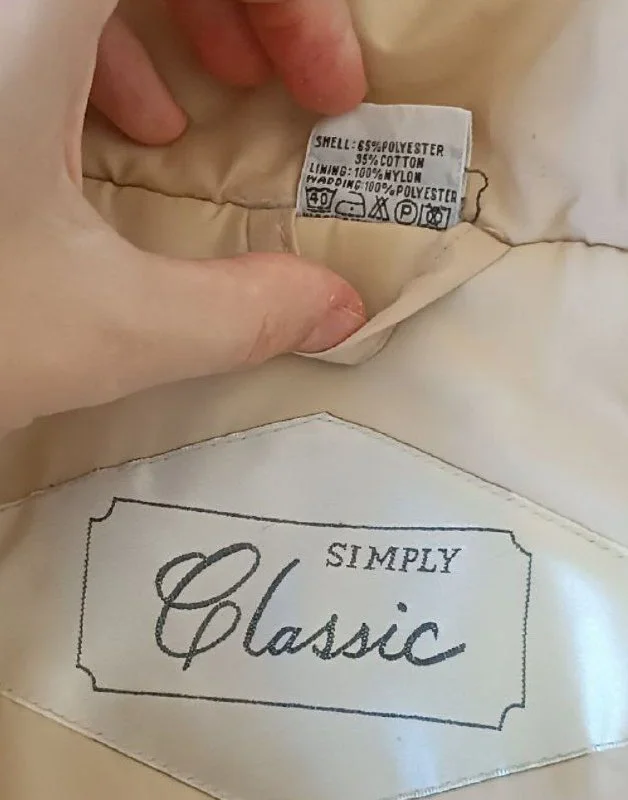 SHELL: 65%POLYESTER
35%COTTON
LINING: 100%NYLON
WADDING: 100%POLYESTER
40 P
SIMPLY
Classic